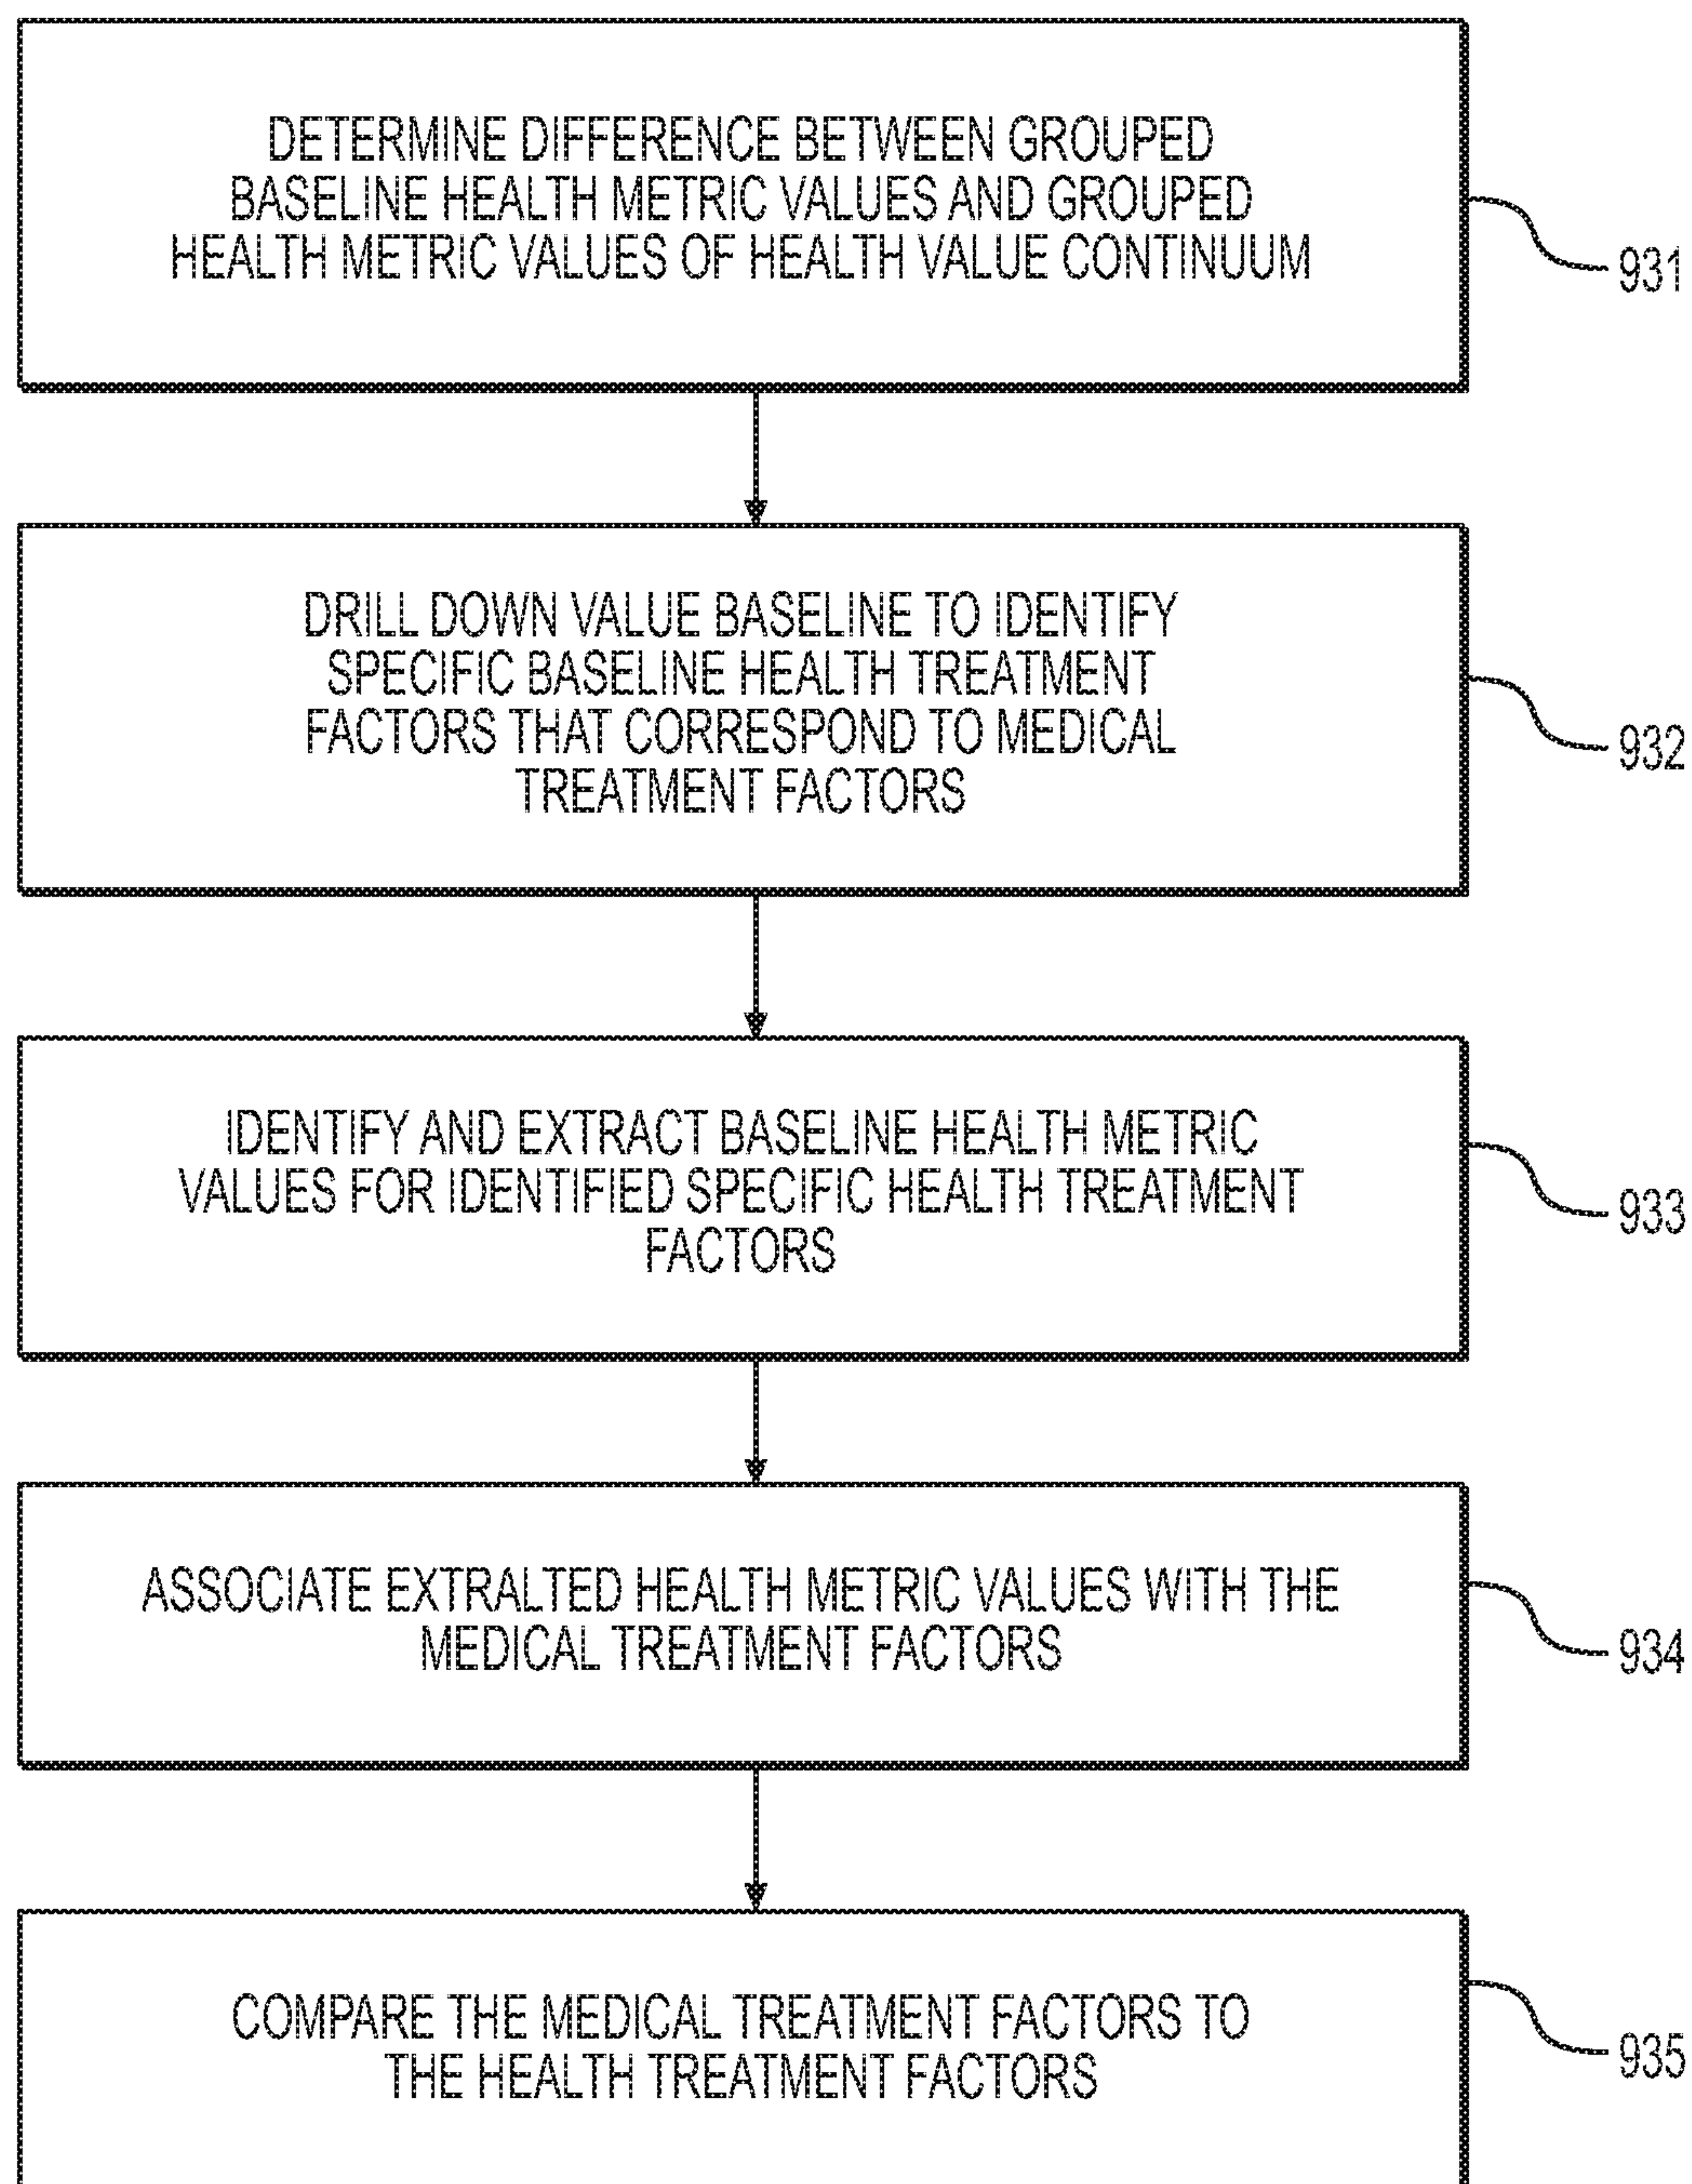 DETERMINE DIFFERENCE BETWEEN GROUPED
BASELINE HEALTH METRIC VALUES AND GROUPED
HEALTH METRIC VALUES OF HEALTH VALUE CONTINUUM
931
DRILL DOWN VALUE BASELINE TO IDENTIFY
SPECIFIC BASELINE HEALTH TREATMENT
FACTORS THAT CORRESPOND TO MEDICAL
TREATMENT FACTORS
932
IDENTIFY AND EXTRACT BASELINE HEALTH METRIC
VALUES FOR IDENTIFIED SPECIFIC HEALTH TREATMENT
FACTORS
933
ASSOCIATE EXTRALTED HEALTH METRIC VALUES WITH THE
MEDICAL TREATMENT FACTORS
934
COMPARE THE MEDICAL TREATMENT FACTORS TO
THE HEALTH TREATMENT FACTORS
935